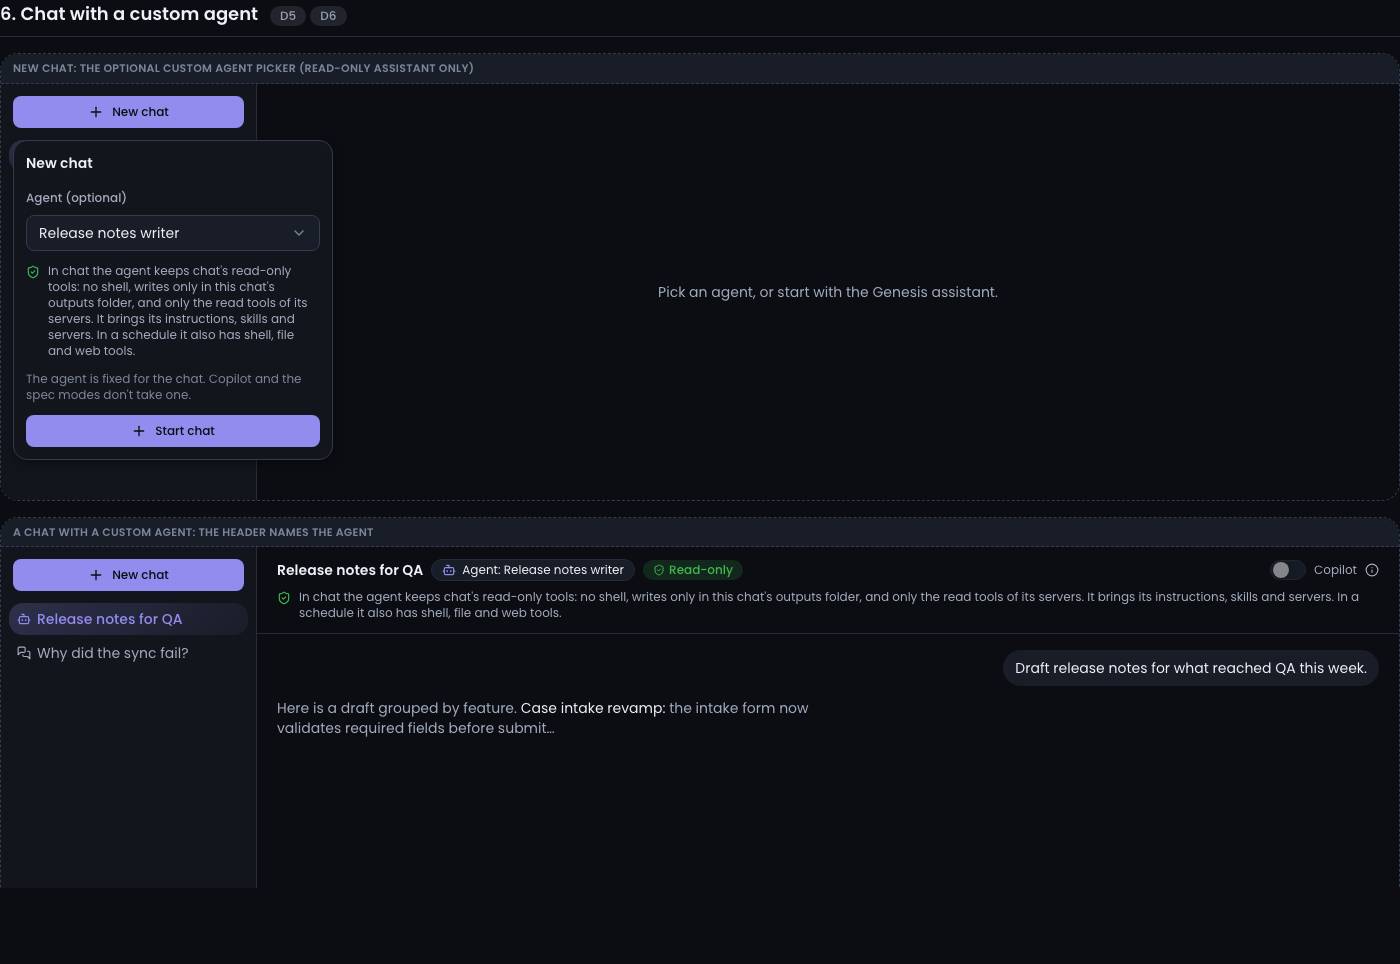 6. Chat with a custom agent D5 D6
NEW CHAT: THE OPTIONAL CUSTOM AGENT PICKER (READ-ONLY ASSISTANT ONLY)
New chat
New chat
Agent (optional)
Release notes writer
In chat the agent keeps chat's read-only
tools: no shell, writes only in this chat's
outputs folder, and only the read tools of its
servers. It brings its instructions, skills and
servers. In a schedule it also has shell, file
and web tools.
The agent is fixed for the chat. Copilot and the
spec modes don't take one.
Start chat
Pick an agent, or start with the Genesis assistant.
A CHAT WITH A CUSTOM AGENT: THE HEADER NAMES THE AGENT
New chat
Release notes for QA
Why did the sync fail?
Release notes for QA Agent: Release notes writer Read-only Copilot
In chat the agent keeps chat's read-only tools: no shell, writes only in this chat's outputs folder, and only the read tools of its servers. It brings its instructions, skills and servers. In a
schedule it also has shell, file and web tools.
Draft release notes for what reached QA this week.
Here is a draft grouped by feature. Case intake revamp: the intake form now
validates required fields before submit…